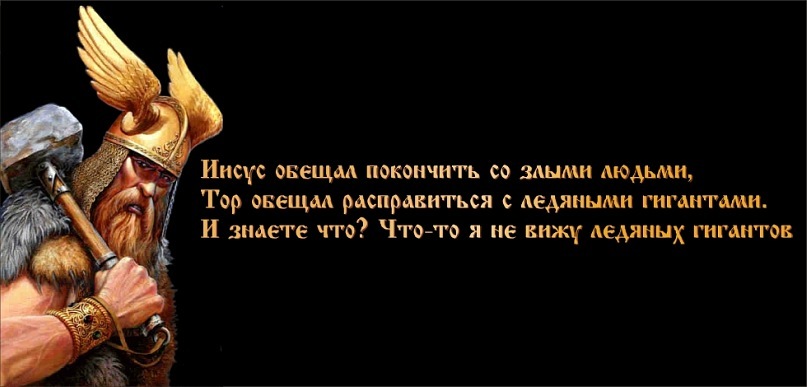 Иисус обещал покончить со злыми людьми,
Тор обещал расправиться с ледяными гигантами.
И знаете что? Что-то я не вижу ледяных гигантов